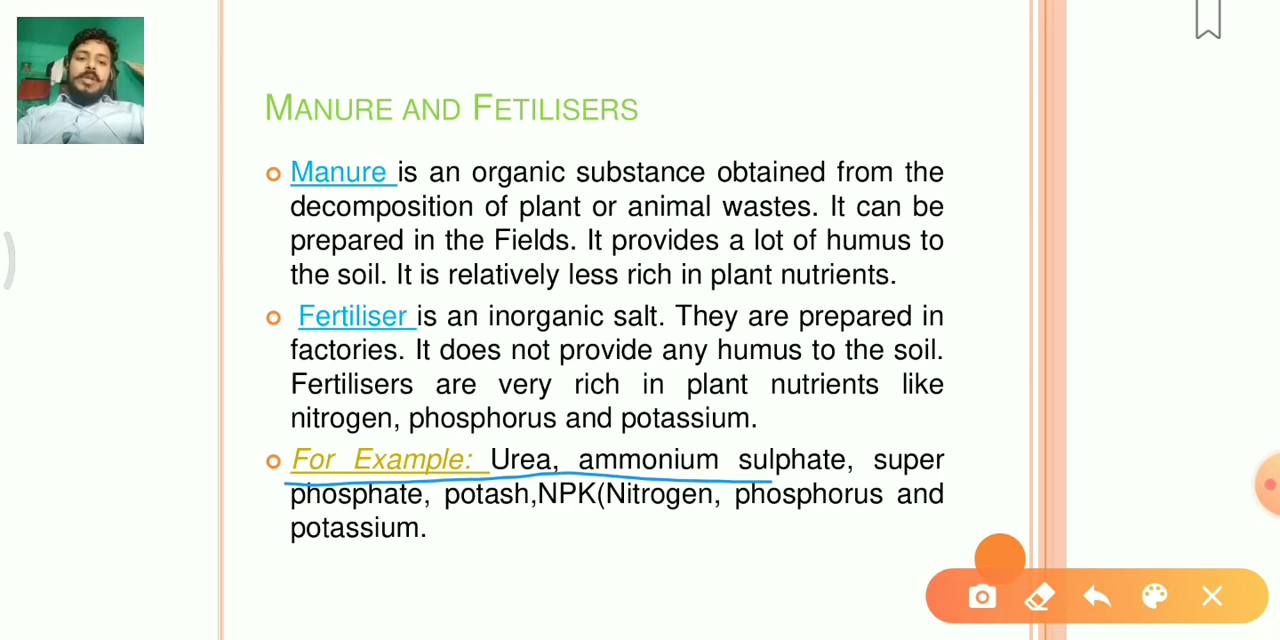 MANURE AND FETILISERS
Manure is an organic substance obtained from the
decomposition of plant or animal wastes. It can be
prepared in the Fields. It provides a lot of humus to
the soil. It is relatively less rich in plant nutrients.
Fertiliser is an inorganic salt. They are prepared in
factories. It does not provide any humus to the soil.
Fertilisers are very rich in plant nutrients like
nitrogen, phosphorus and potassium.
For Example: Urea, ammonium sulphate, super
phosphate, potash,NPK(Nitrogen, phosphorus and
potassium.